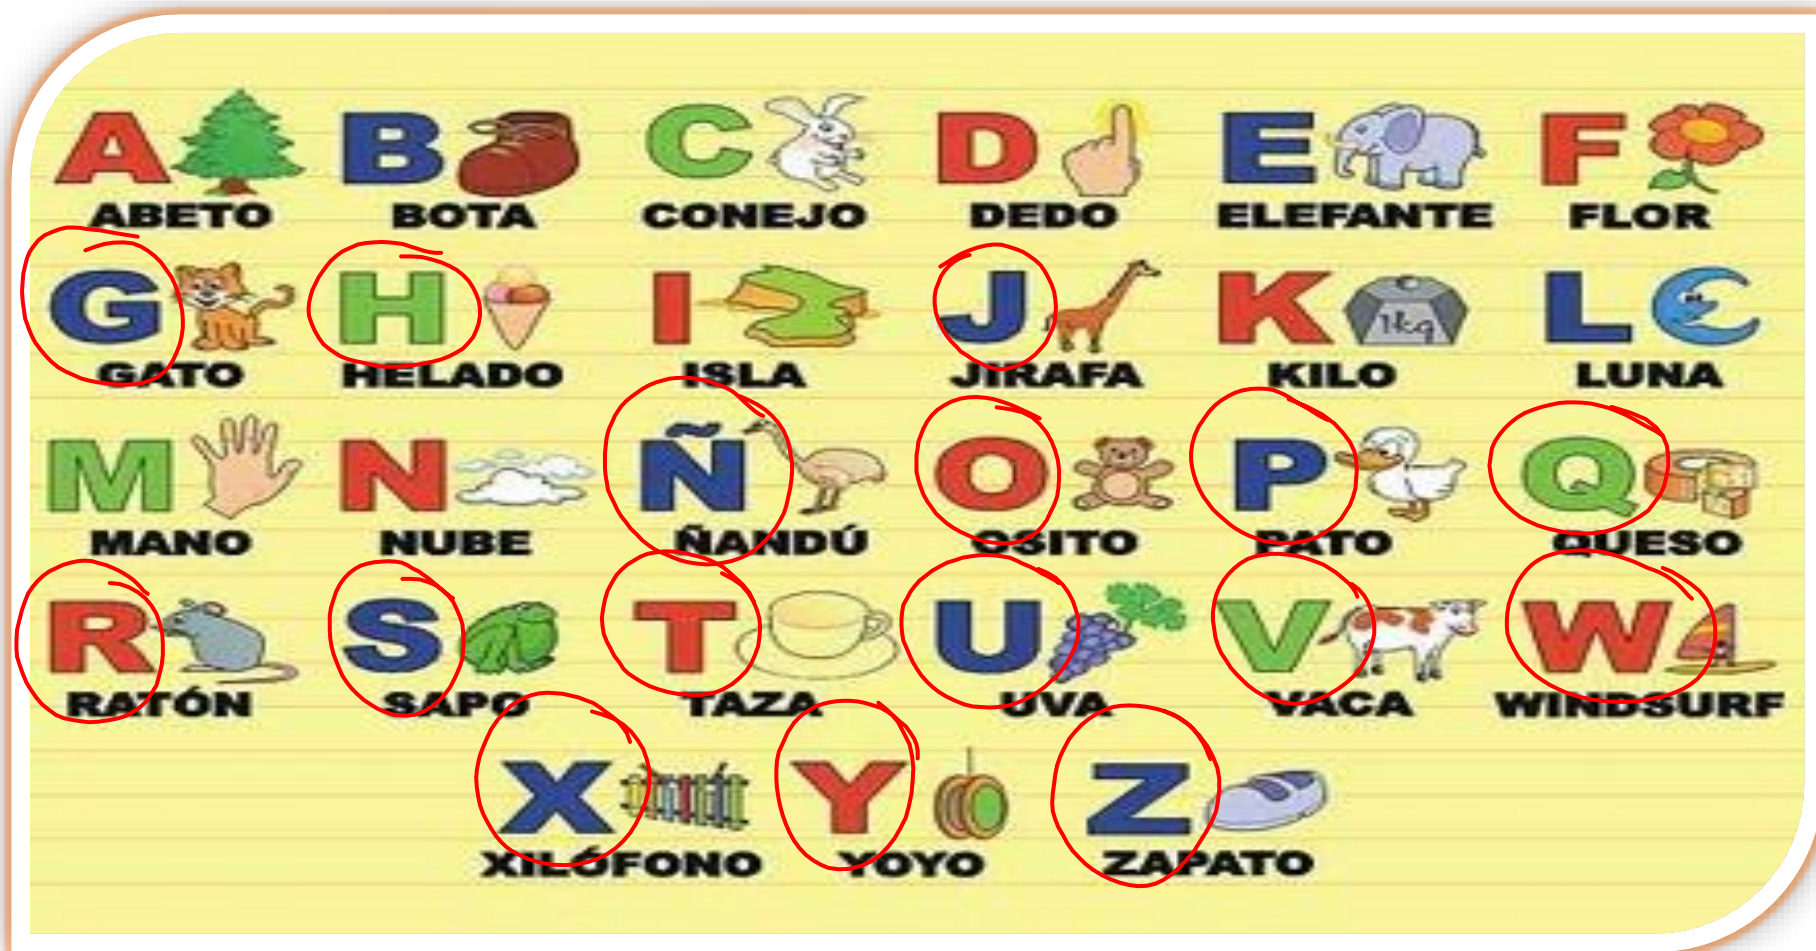 A B C D E F
ABETO BOTA CONEJO DEDO ELEFANTE FLOR
G H I J K 1kg L
GATO HELADO ISLA JIRAFA KILO LUNA
M N Ñ O P Q
MANO NUBE ÑANDÚ OSITO PATO QUESO
R S T U V W
RATÓN SAPO TAZA UVA VACA WINDSURF
X Y Z
XILÓFONO YOYO ZAPATO